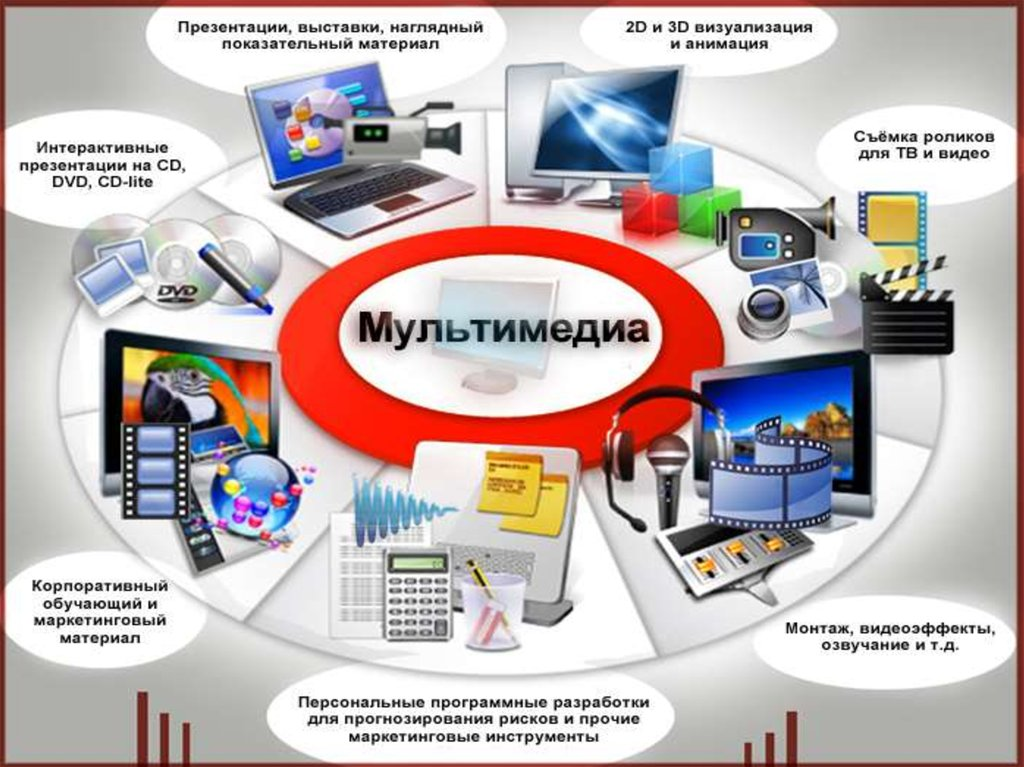 Презентации, выставки, наглядный
показательный материал
2D и 3D визуализация
и анимация
Интерактивные
презентации на CD,
DVD, CD-lite
Съёмка роликов
для ТВ и видео
DVD
Мультимедиа
Корпоративный
обучающий и
маркетинговый
материал
Монтаж, видеоэффекты,
озвучание и т.д.
Персональные программные разработки
для прогнозирования рисков и прочие
маркетинговые инструменты